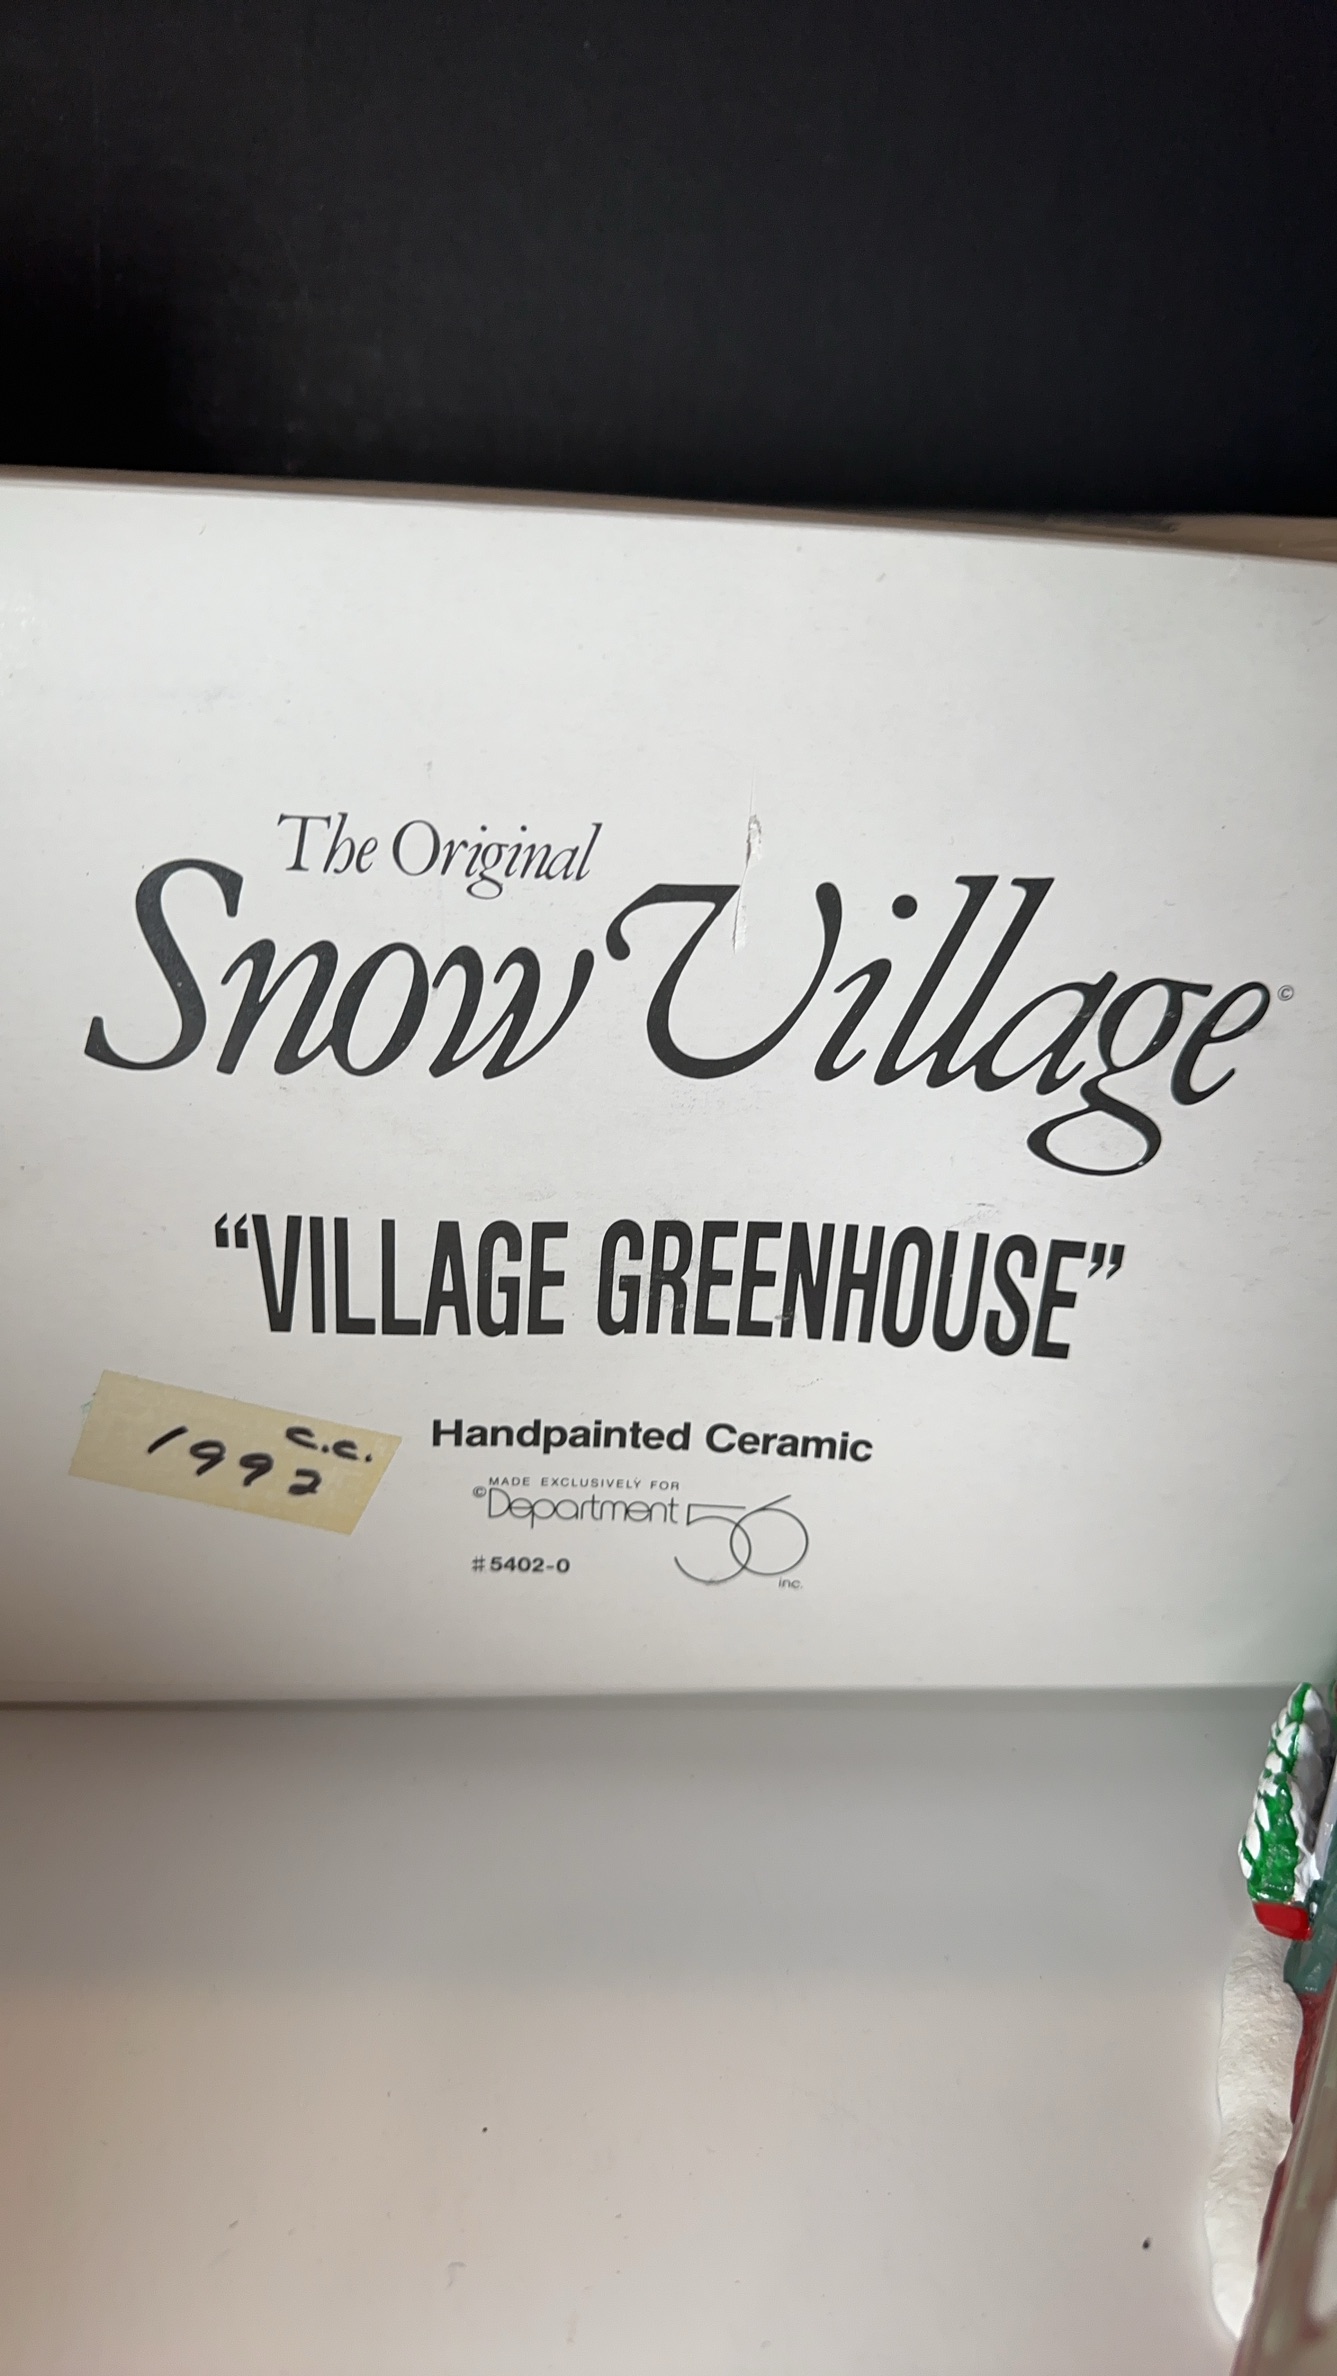 The Original
Snow Village©
“VILLAGE GREENHOUSE”
c.c.
1992
Handpainted Ceramic
MADE EXCLUSIVELY FOR
©Department 56
inc.
#5402-0